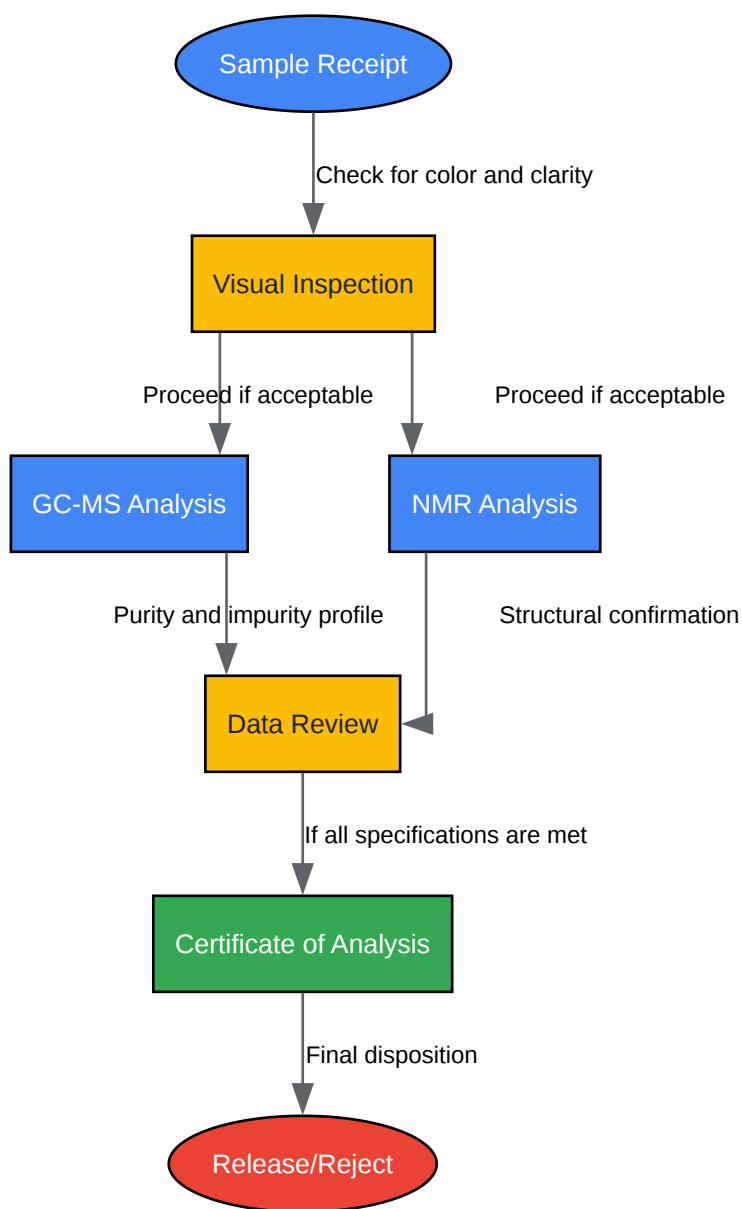 Sample Receipt
Check for color and clarity
Visual Inspection
Proceed if acceptable
Proceed if acceptable
GC-MS Analysis
NMR Analysis
Purity and impurity profile
Structural confirmation
Data Review
If all specifications are met
Certificate of Analysis
Final disposition
Release/Reject